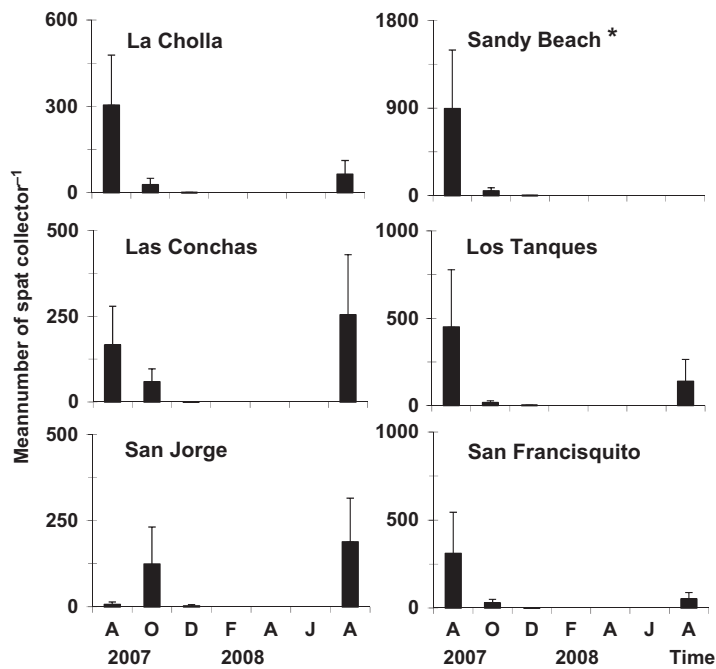 Meannumber of spat collector⁻¹
La Cholla
600
300
0
Sandy Beach *
1800
900
0
Las Conchas
500
250
0
Los Tanques
1000
500
0
San Jorge
500
250
0
San Francisquito
1000
500
0
A O D F A J A
2007 2008
A O D F A J A
2007 2008 Time